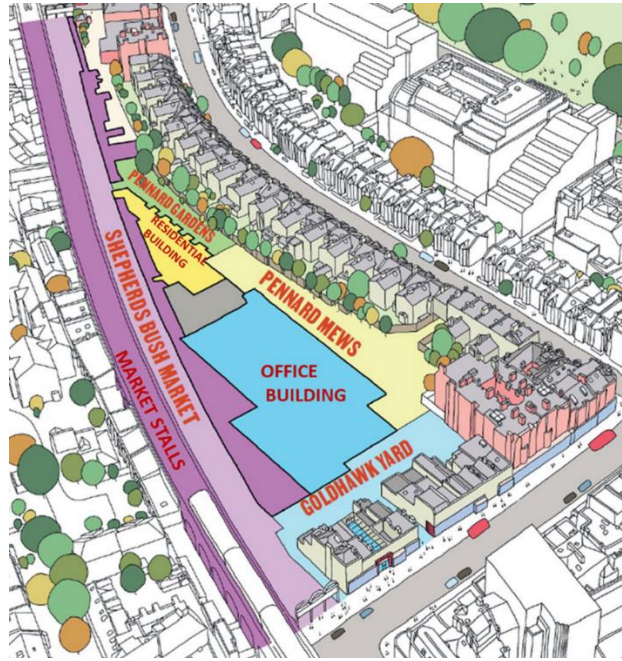 PENNARD GARDENS
RESIDENTIAL
BUILDING
SHEPHERDS BUSH MARKET
PENNARD MEWS
MARKET STALLS
OFFICE
BUILDING
GOLDHAWK YARD